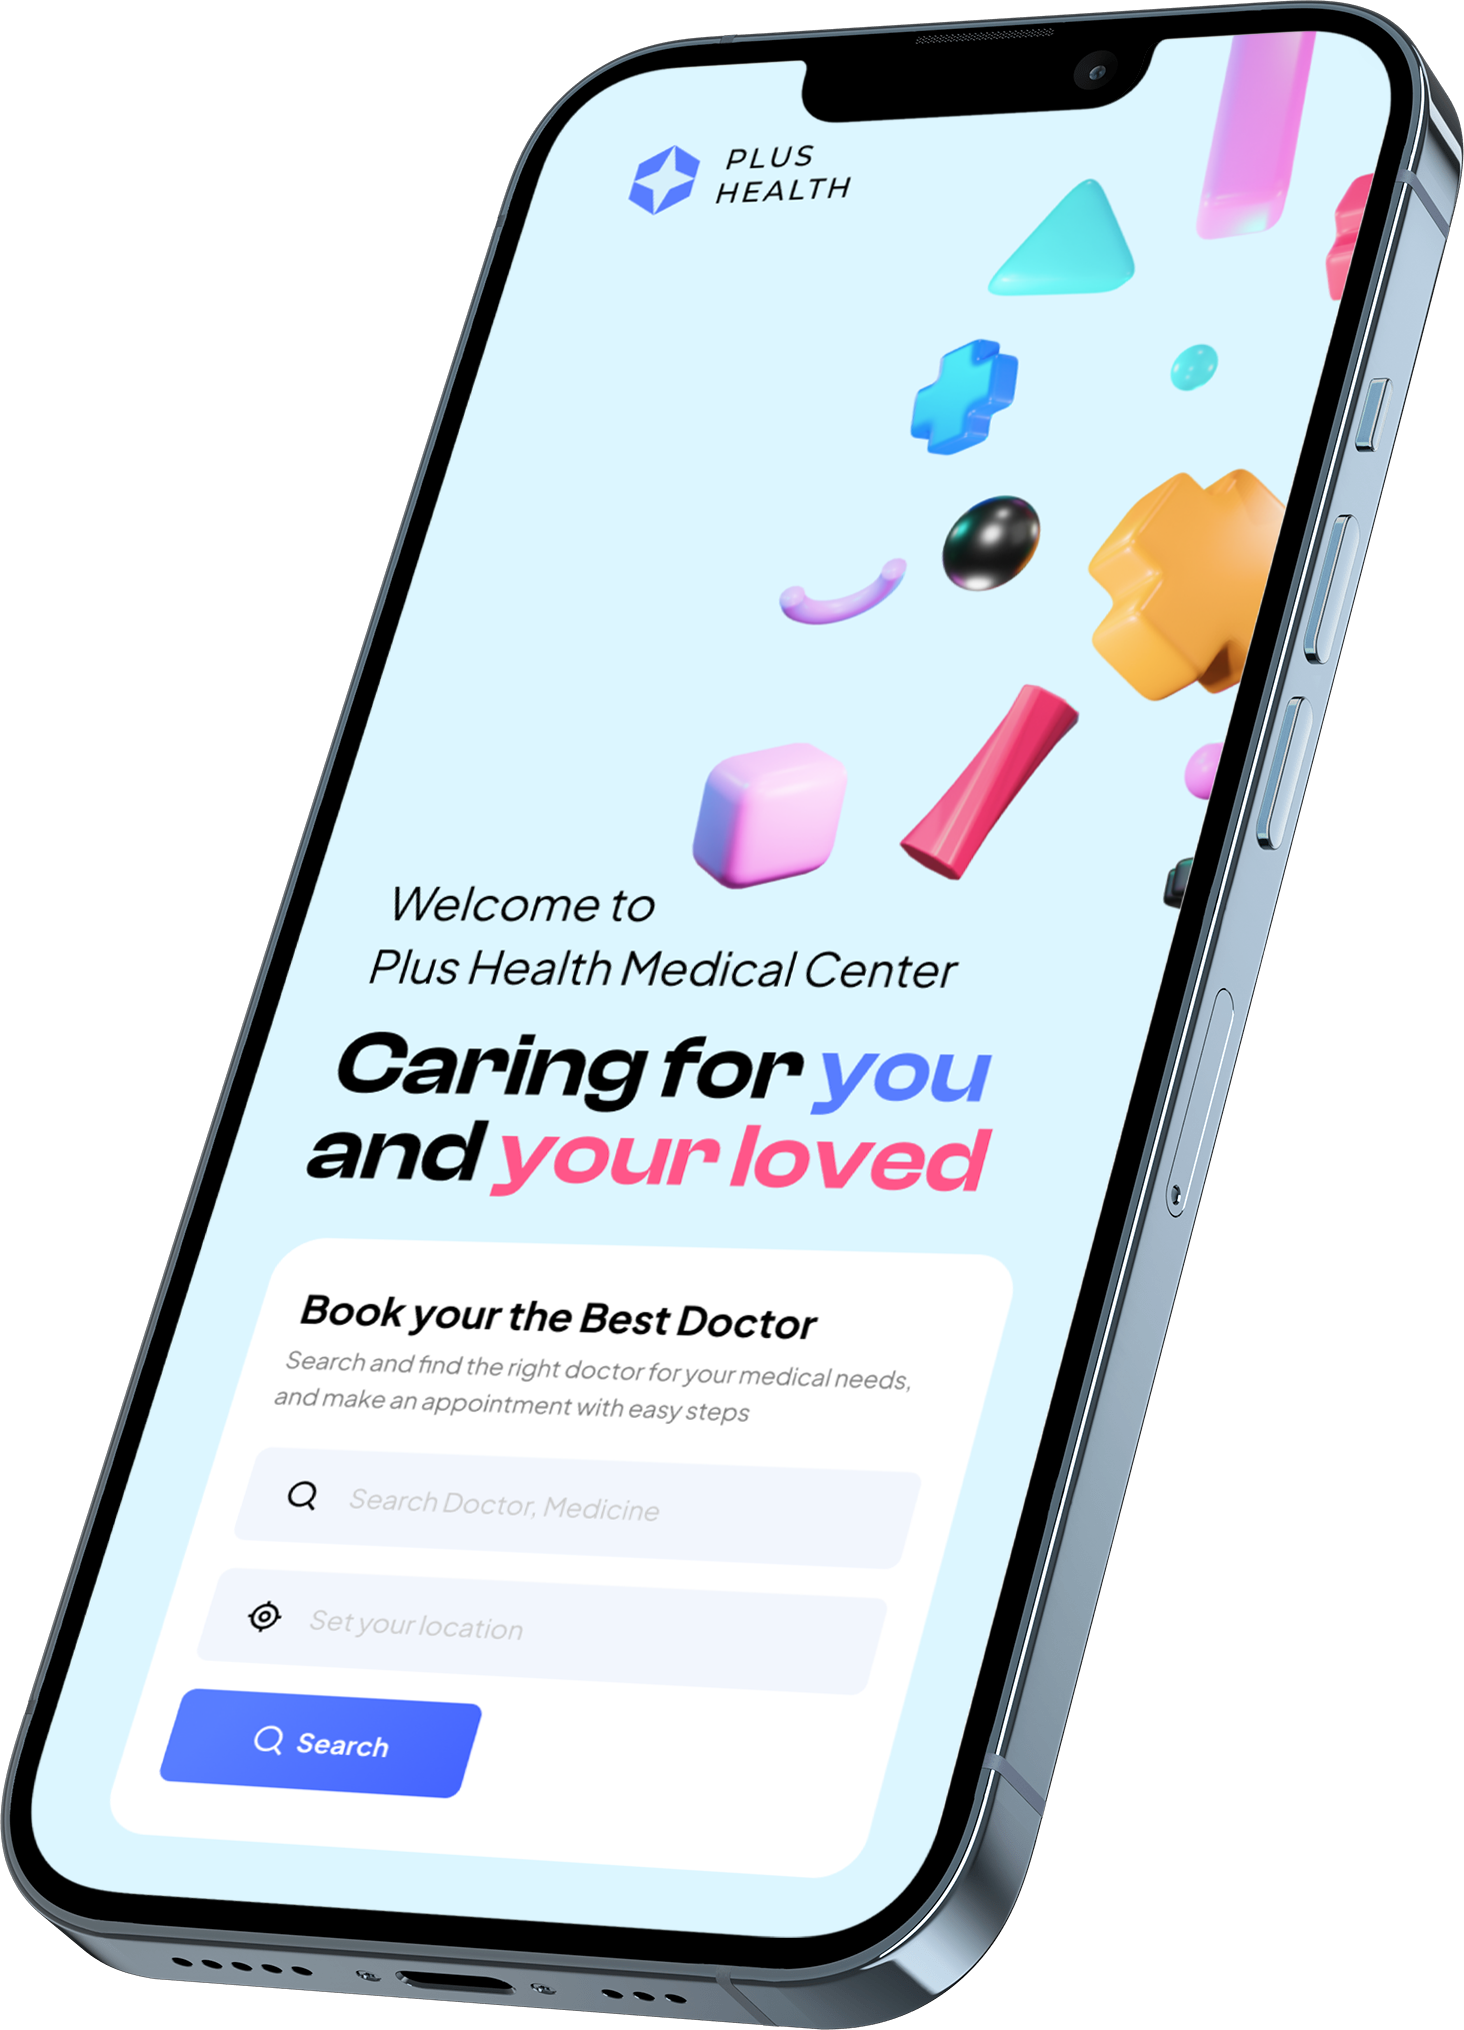 PLUS
HEALTH
Welcome to
Plus Health Medical Center
Caring for you
and your loved
Book your the Best Doctor
Search and find the right doctor for your medical needs,
and make an appointment with easy steps
Search Doctor, Medicine
Set your location
Search